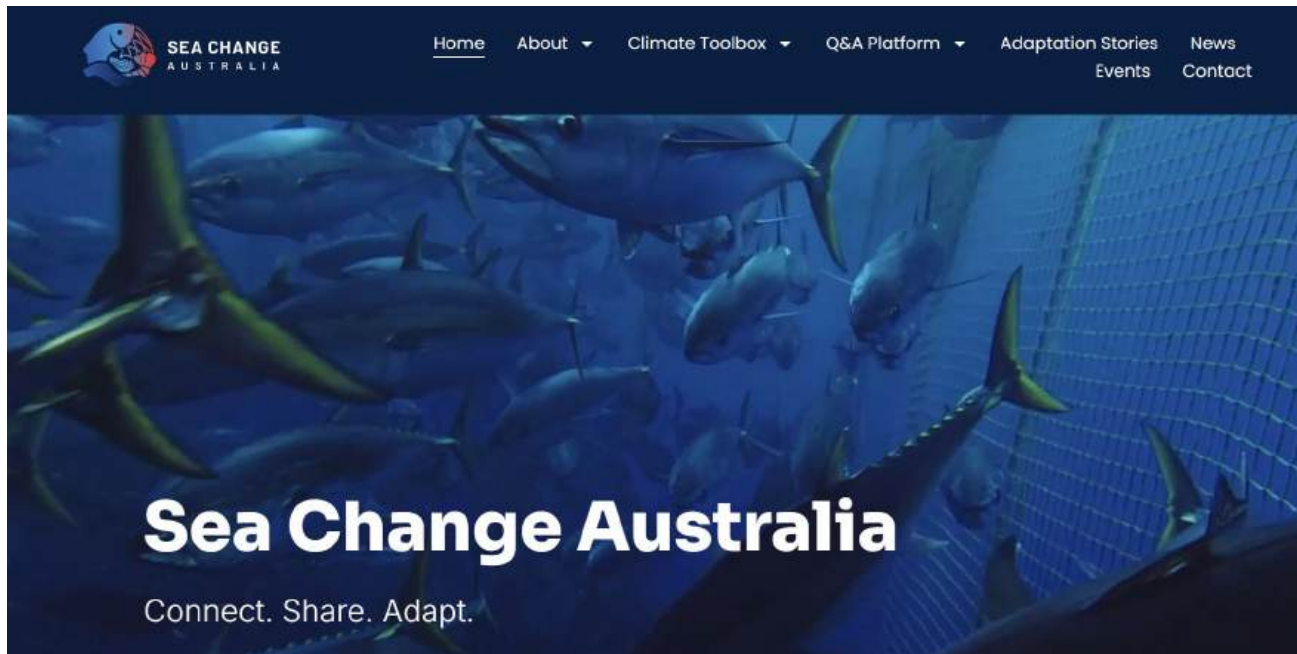 SEA CHANGE
AUSTRALIA
Home About Climate Toolbox Q&A Platform Adaptation Stories News
Events Contact
Sea Change Australia
Connect. Share. Adapt.